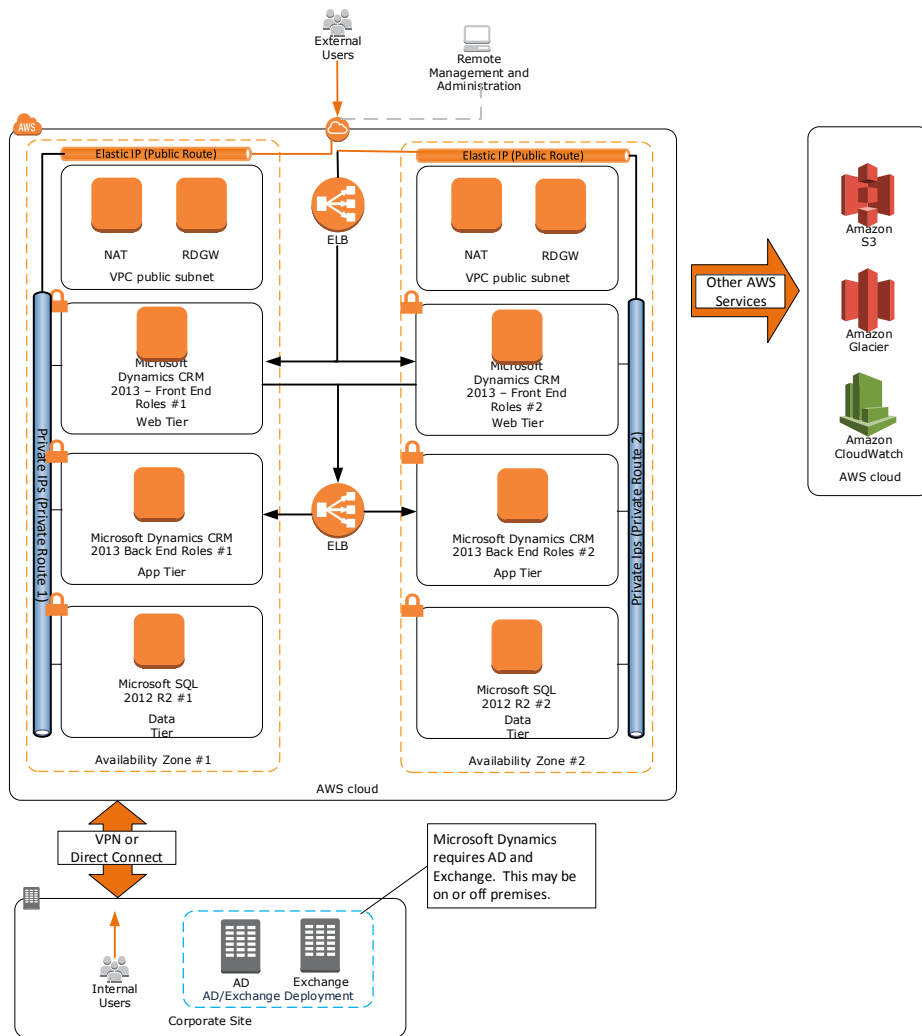 External
Users
Remote
Management and
Administration
AWS
Elastic IP (Public Route)
Elastic IP (Public Route)
NAT
RDGW
VPC public subnet
ELB
NAT
RDGW
VPC public subnet
Microsoft
Dynamics CRM
2013 – Front End
Roles #1
Web Tier
Microsoft
Dynamics CRM
2013 – Front End
Roles #2
Web Tier
Private IPs (Private Route 1)
Private Ips (Private Route 2)
Microsoft Dynamics CRM
2013 Back End Roles #1
App Tier
ELB
Microsoft Dynamics CRM
2013 Back End Roles #2
App Tier
Microsoft SQL
2012 R2 #1
Data
Tier
Microsoft SQL
2012 R2 #2
Data
Tier
Availability Zone #1
Availability Zone #2
AWS cloud
Other AWS
Services
Amazon
S3
Amazon
Glacier
Amazon
CloudWatch
AWS cloud
VPN or
Direct Connect
Microsoft Dynamics
requires AD and
Exchange. This may be
on or off premises.
Internal
Users
AD
Exchange
AD/Exchange Deployment
Corporate Site